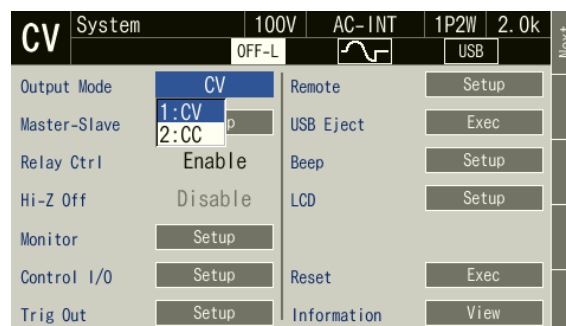 CV System 100V AC-INT 1P2W 2.0k
OFF-L USB
Next
Output Mode CV
1:CV
2:CC
Master-Slave p
Relay Ctrl Enable
Hi-Z Off Disable
Monitor Setup
Control I/O Setup
Trig Out Setup
Remote Setup
USB Eject Exec
Beep Setup
LCD Setup
Reset Exec
Information View